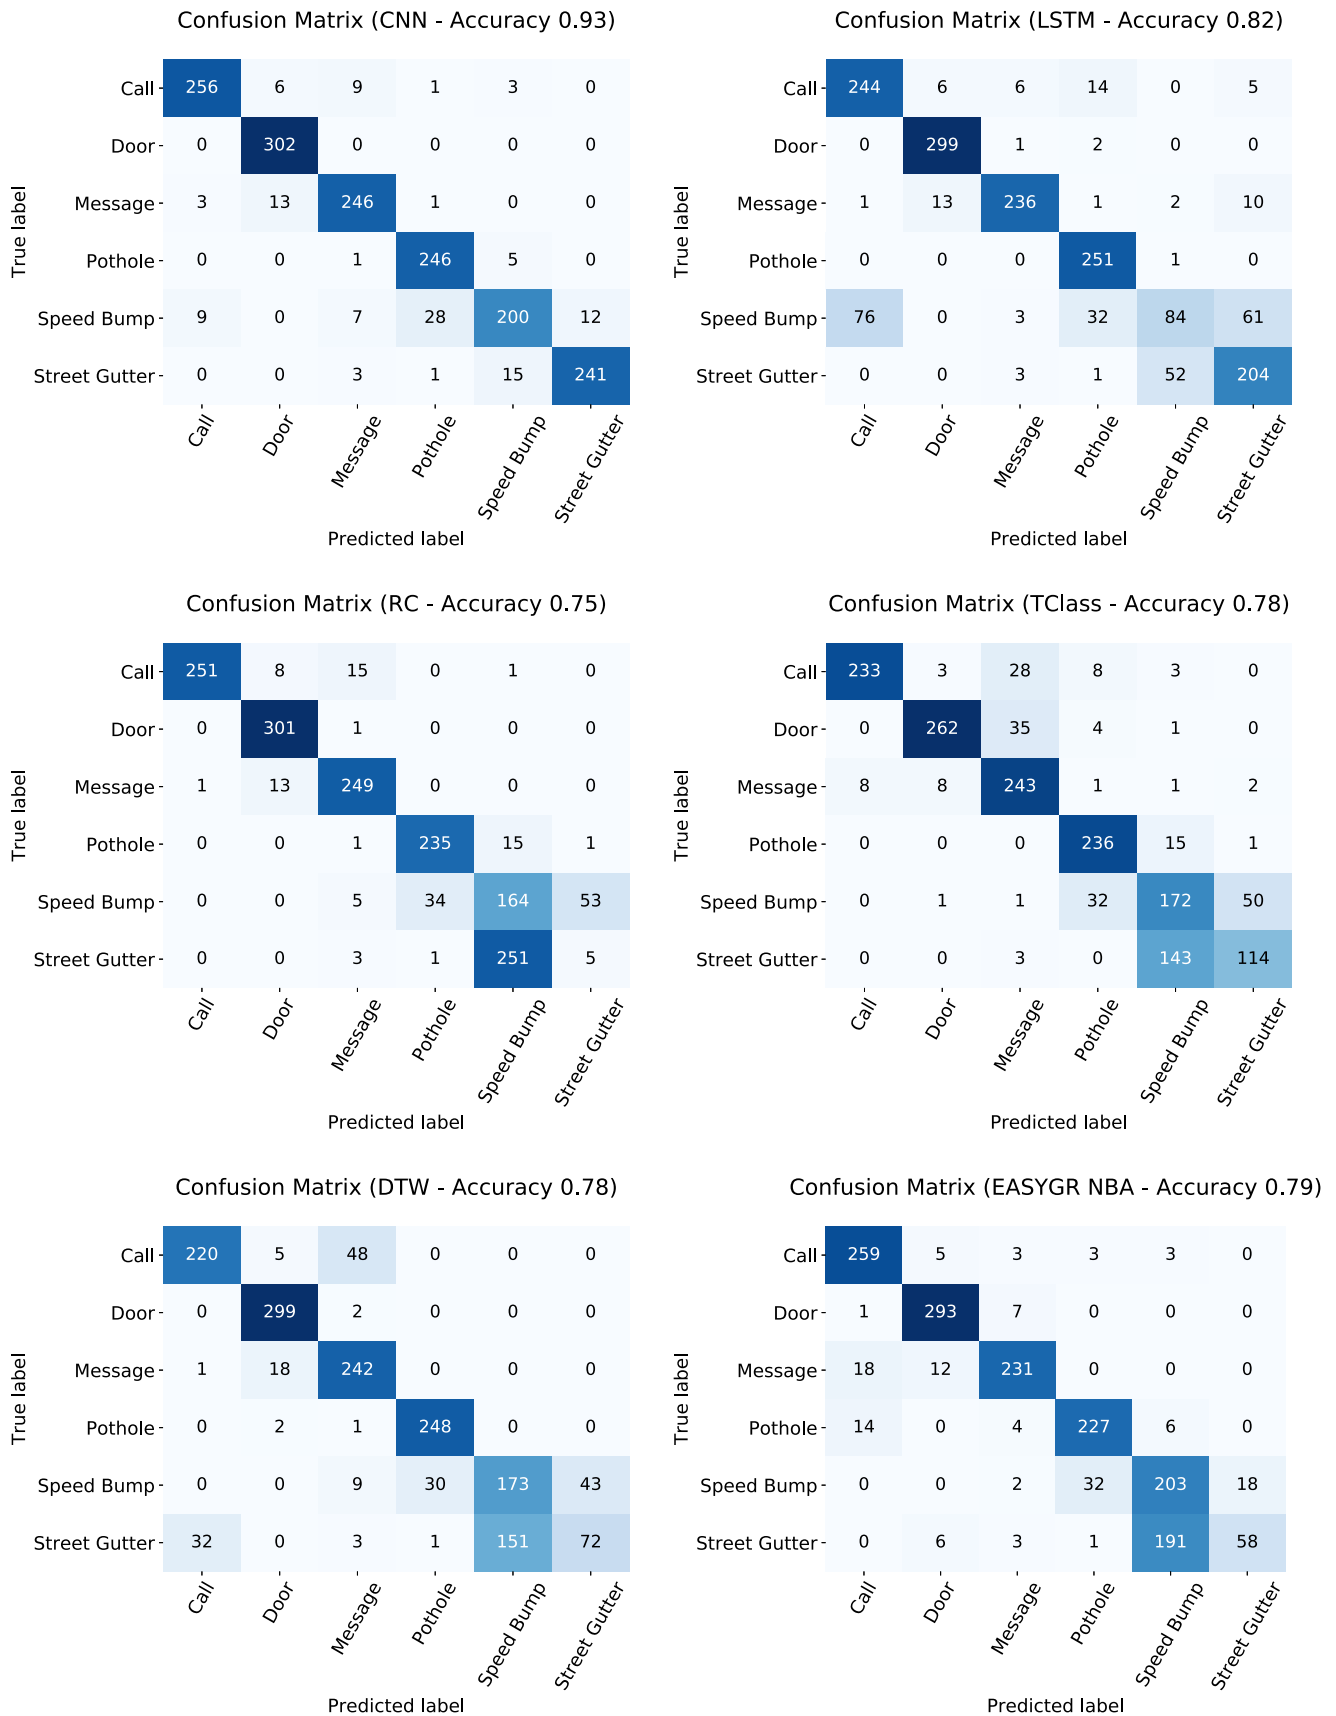 Confusion Matrix (CNN - Accuracy 0.93)
True label
Call 256 6 9 1 3 0
Door 0 302 0 0 0 0
Message 3 13 246 1 0 0
Pothole 0 0 1 246 5 0
Speed Bump 9 0 7 28 200 12
Street Gutter 0 0 3 1 15 241
Call Door Message Pothole Speed Bump Street Gutter
Predicted label
Confusion Matrix (LSTM - Accuracy 0.82)
True label
Call 244 6 6 14 0 5
Door 0 299 1 2 0 0
Message 1 13 236 1 2 10
Pothole 0 0 0 251 1 0
Speed Bump 76 0 3 32 84 61
Street Gutter 0 0 3 1 52 204
Call Door Message Pothole Speed Bump Street Gutter
Predicted label
Confusion Matrix (RC - Accuracy 0.75)
True label
Call 251 8 15 0 1 0
Door 0 301 1 0 0 0
Message 1 13 249 0 0 0
Pothole 0 0 1 235 15 1
Speed Bump 0 0 5 34 164 53
Street Gutter 0 0 3 1 251 5
Call Door Message Pothole Speed Bump Street Gutter
Predicted label
Confusion Matrix (TClass - Accuracy 0.78)
True label
Call 233 3 28 8 3 0
Door 0 262 35 4 1 0
Message 8 8 243 1 1 2
Pothole 0 0 0 236 15 1
Speed Bump 0 1 1 32 172 50
Street Gutter 0 0 3 0 143 114
Call Door Message Pothole Speed Bump Street Gutter
Predicted label
Confusion Matrix (DTW - Accuracy 0.78)
True label
Call 220 5 48 0 0 0
Door 0 299 2 0 0 0
Message 1 18 242 0 0 0
Pothole 0 2 1 248 0 0
Speed Bump 0 0 9 30 173 43
Street Gutter 32 0 3 1 151 72
Call Door Message Pothole Speed Bump Street Gutter
Predicted label
Confusion Matrix (EASYGR NBA - Accuracy 0.79)
True label
Call 259 5 3 3 3 0
Door 1 293 7 0 0 0
Message 18 12 231 0 0 0
Pothole 14 0 4 227 6 0
Speed Bump 0 0 2 32 203 18
Street Gutter 0 6 3 1 191 58
Call Door Message Pothole Speed Bump Street Gutter
Predicted label